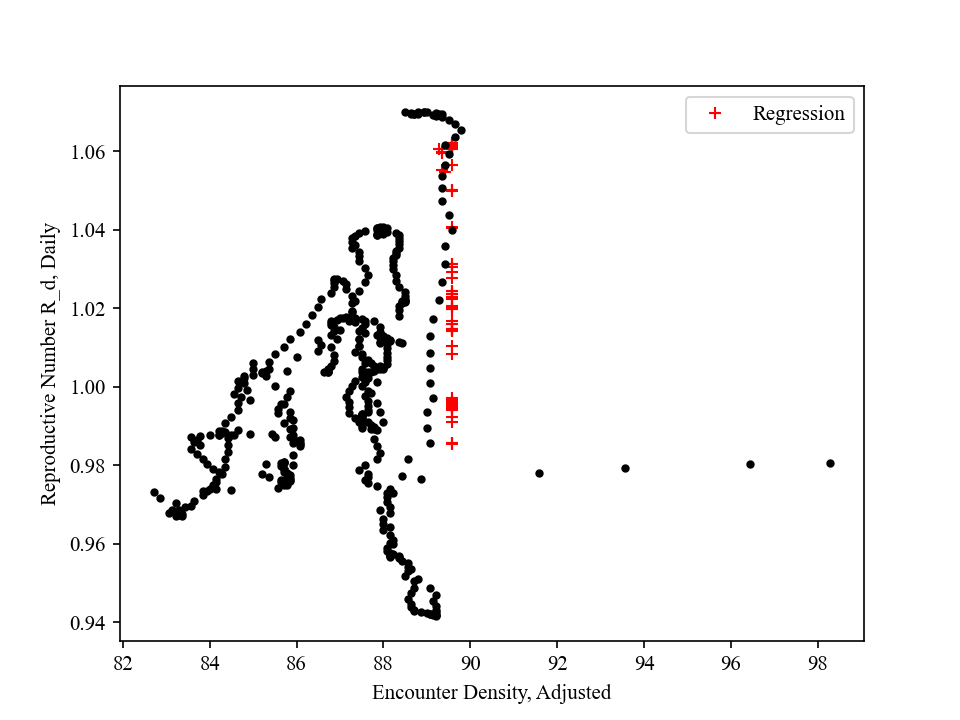 Regression
1.06
1.04
1.02
1.00
0.98
0.96
0.94
Reproductive Number R_d, Daily
82 84 86 88 90 92 94 96 98
Encounter Density, Adjusted